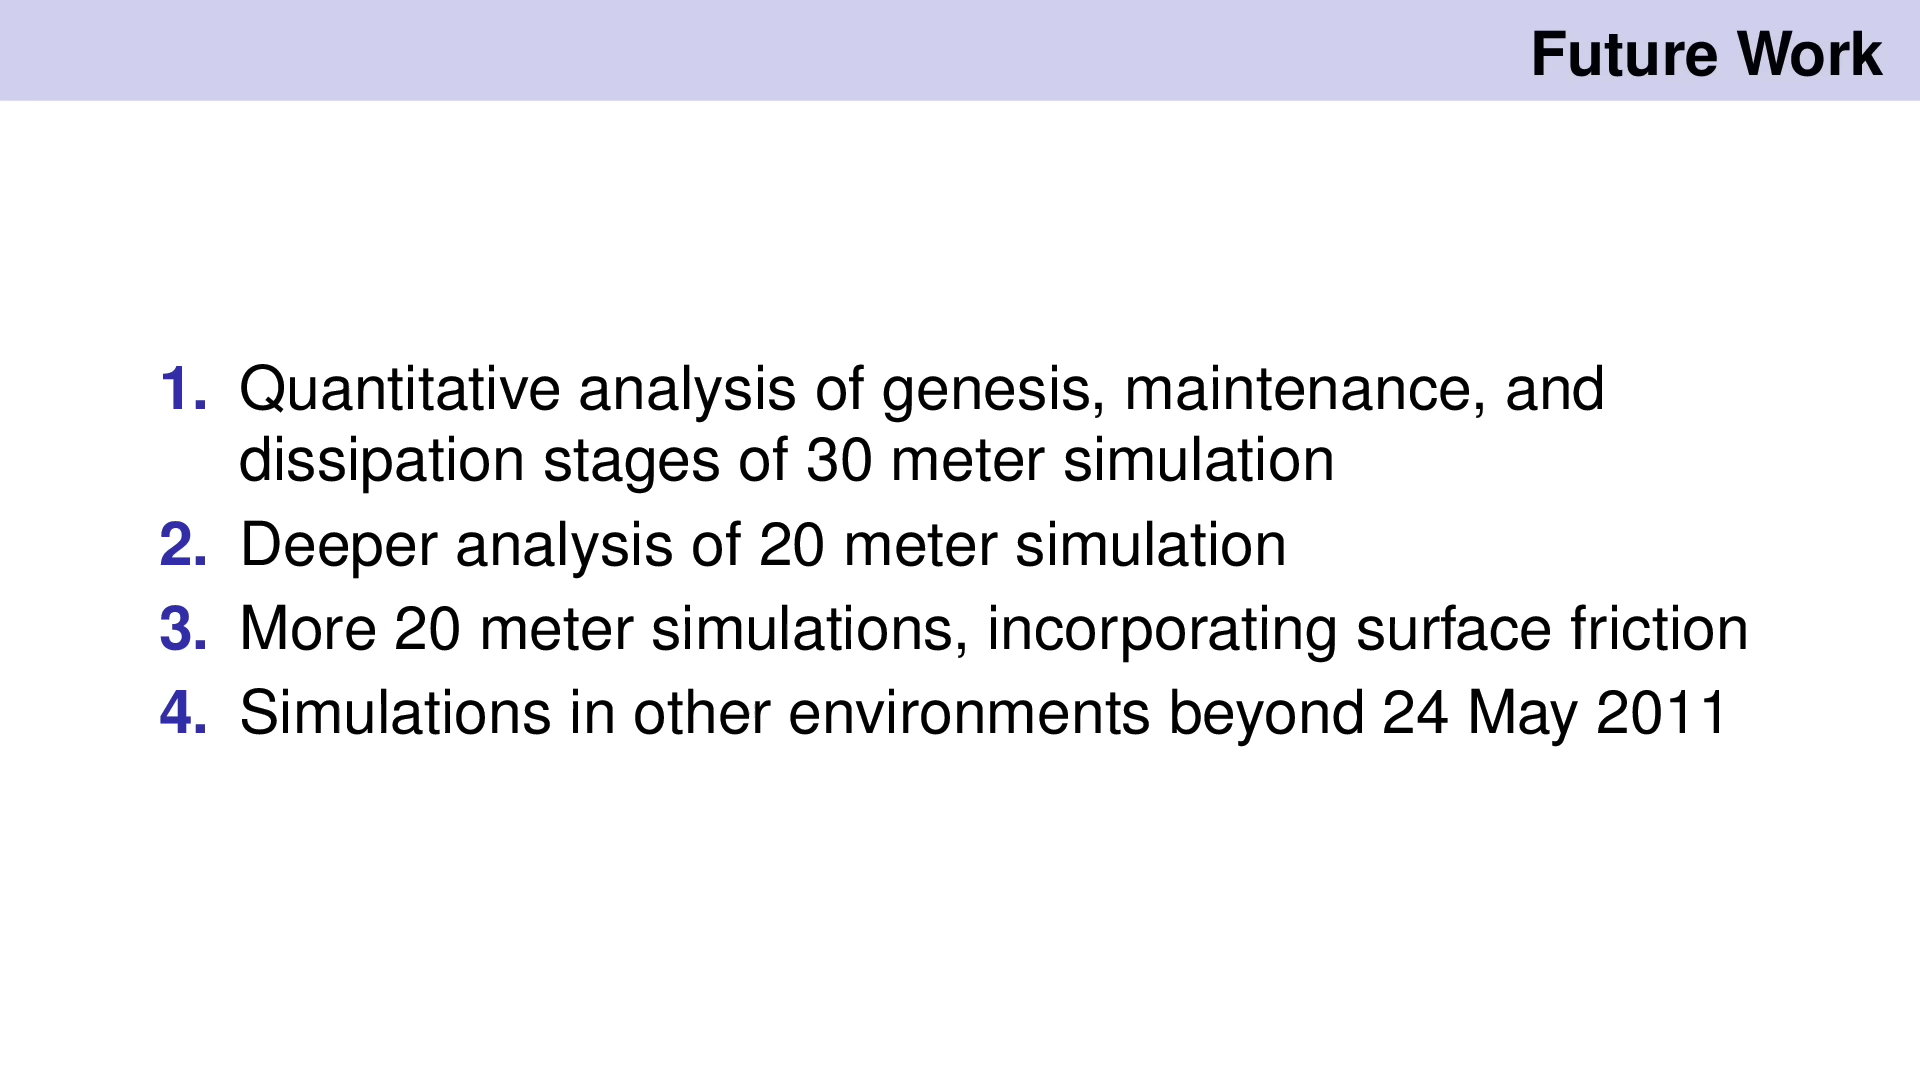 Future Work
1. Quantitative analysis of genesis, maintenance, and
dissipation stages of 30 meter simulation
2. Deeper analysis of 20 meter simulation
3. More 20 meter simulations, incorporating surface friction
4. Simulations in other environments beyond 24 May 2011